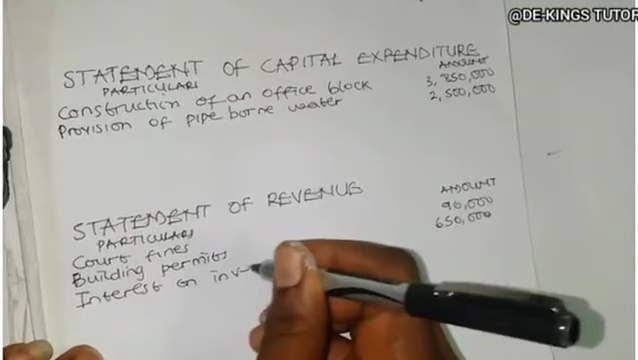 @DE-KINGS TUTOR
STATEMENT OF CAPITAL EXPENDITURE
PARTICULARS AMOUNT
Construction of an office block 3,850,000
Provision of pipe borne water 2,500,000
STATEMENT OF REVENUE
PARTICULARS AMOUNT
Court fines 90,000
Building permits 650,000
Interest on inv